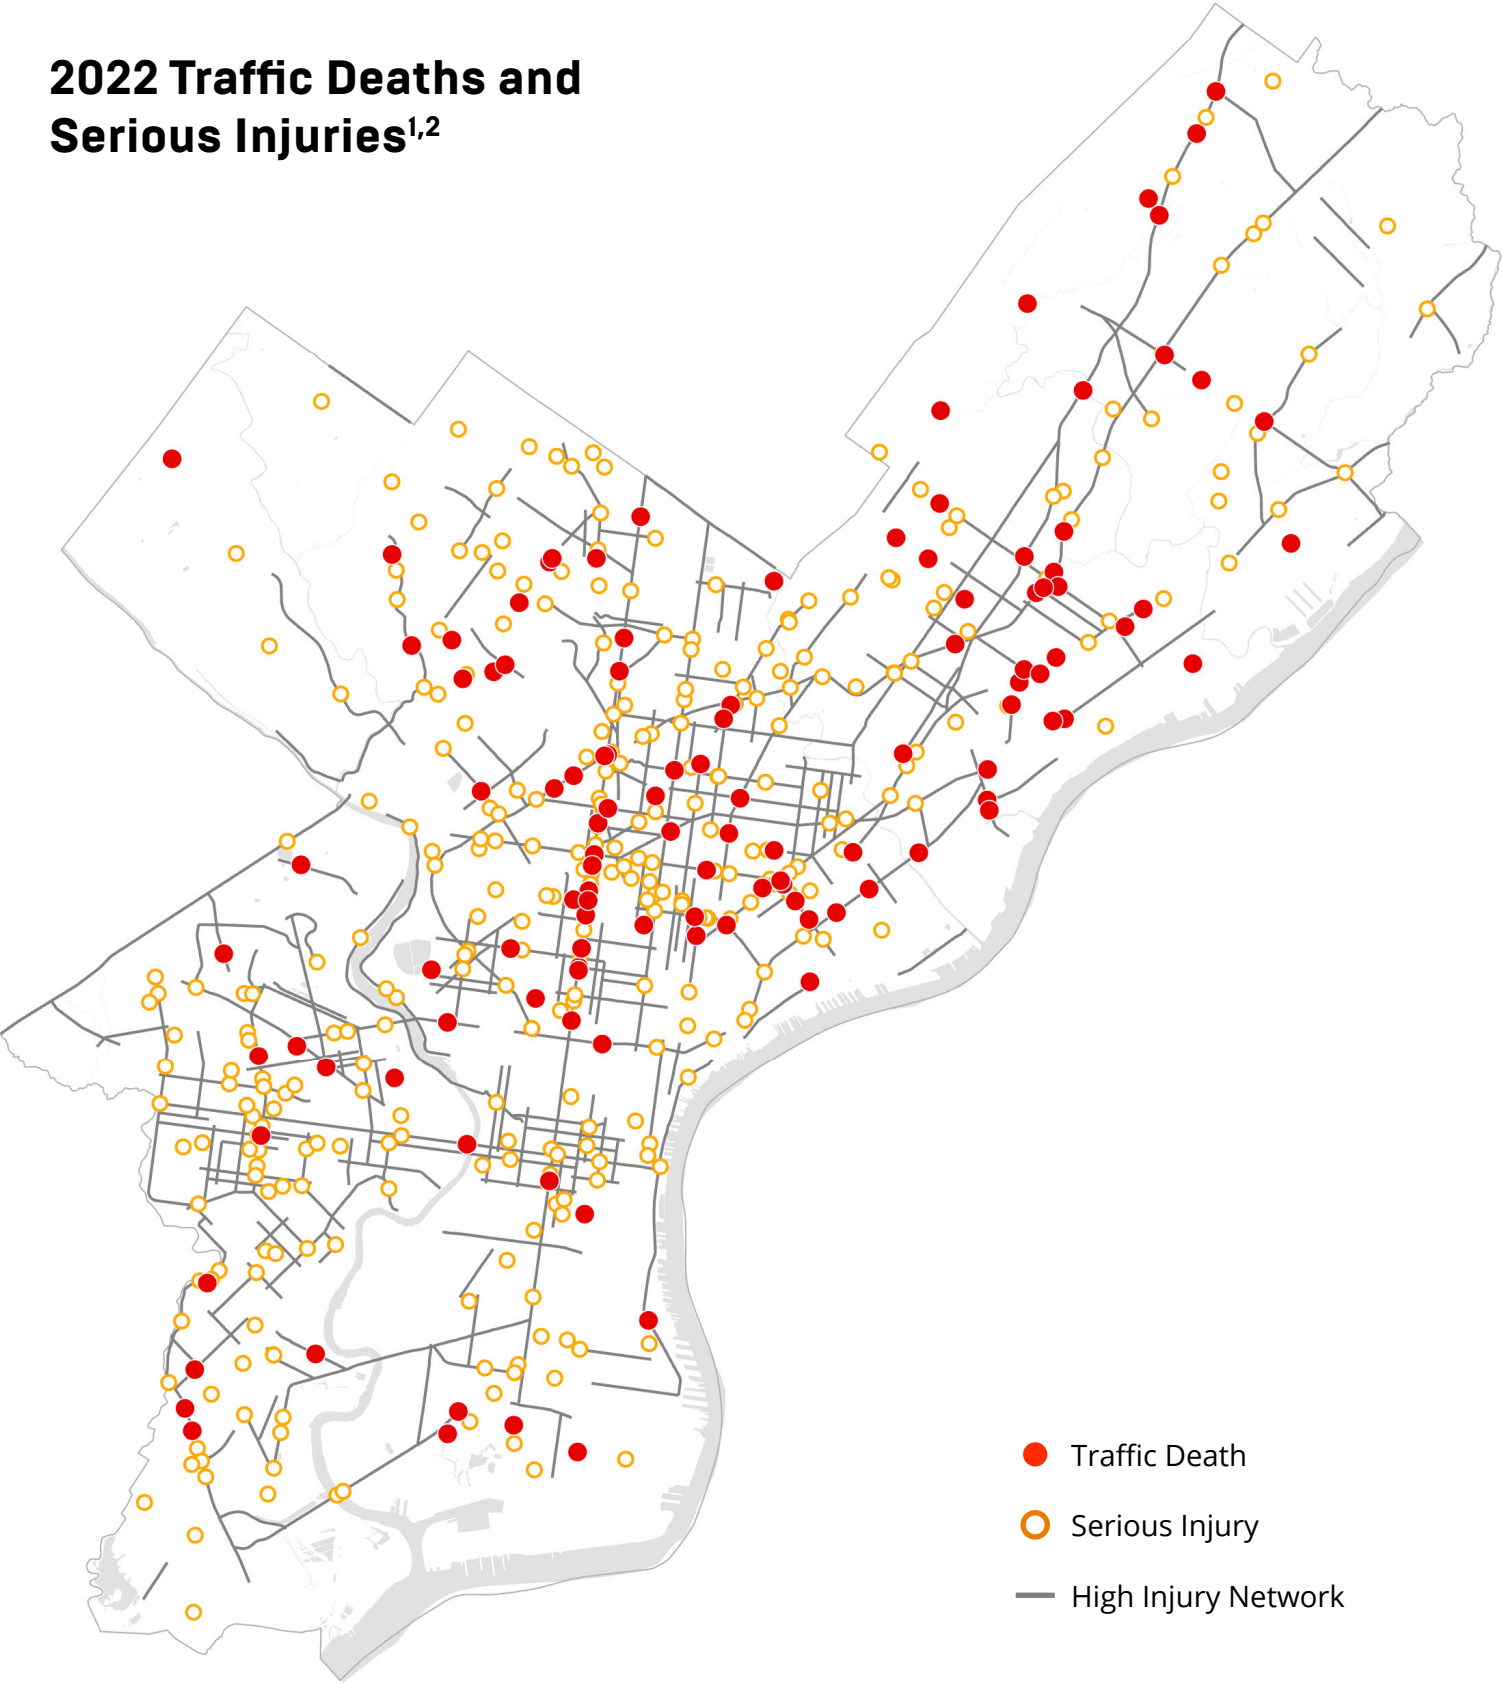 2022 Traffic Deaths and
Serious Injuries1,2
Traffic Death
Serious Injury
High Injury Network